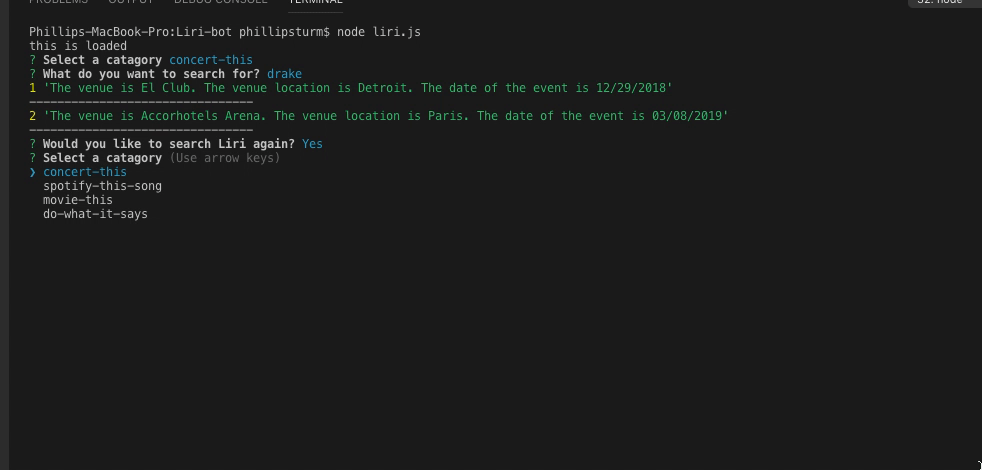 PROBLEMS OUTPUT DEBUG CONSOLE TERMINAL
Phillips-MacBook-Pro:Liri-bot phillipsturm$ node liri.js
this is loaded
? Select a catagory concert-this
? What do you want to search for? drake
1 'The venue is El Club. The venue location is Detroit. The date of the event is 12/29/2018'
--------------------------------
2 'The venue is Accorhotels Arena. The venue location is Paris. The date of the event is 03/08/2019'
--------------------------------
? Would you like to search Liri again? Yes
? Select a catagory (Use arrow keys)
❯ concert-this
spotify-this-song
movie-this
do-what-it-says